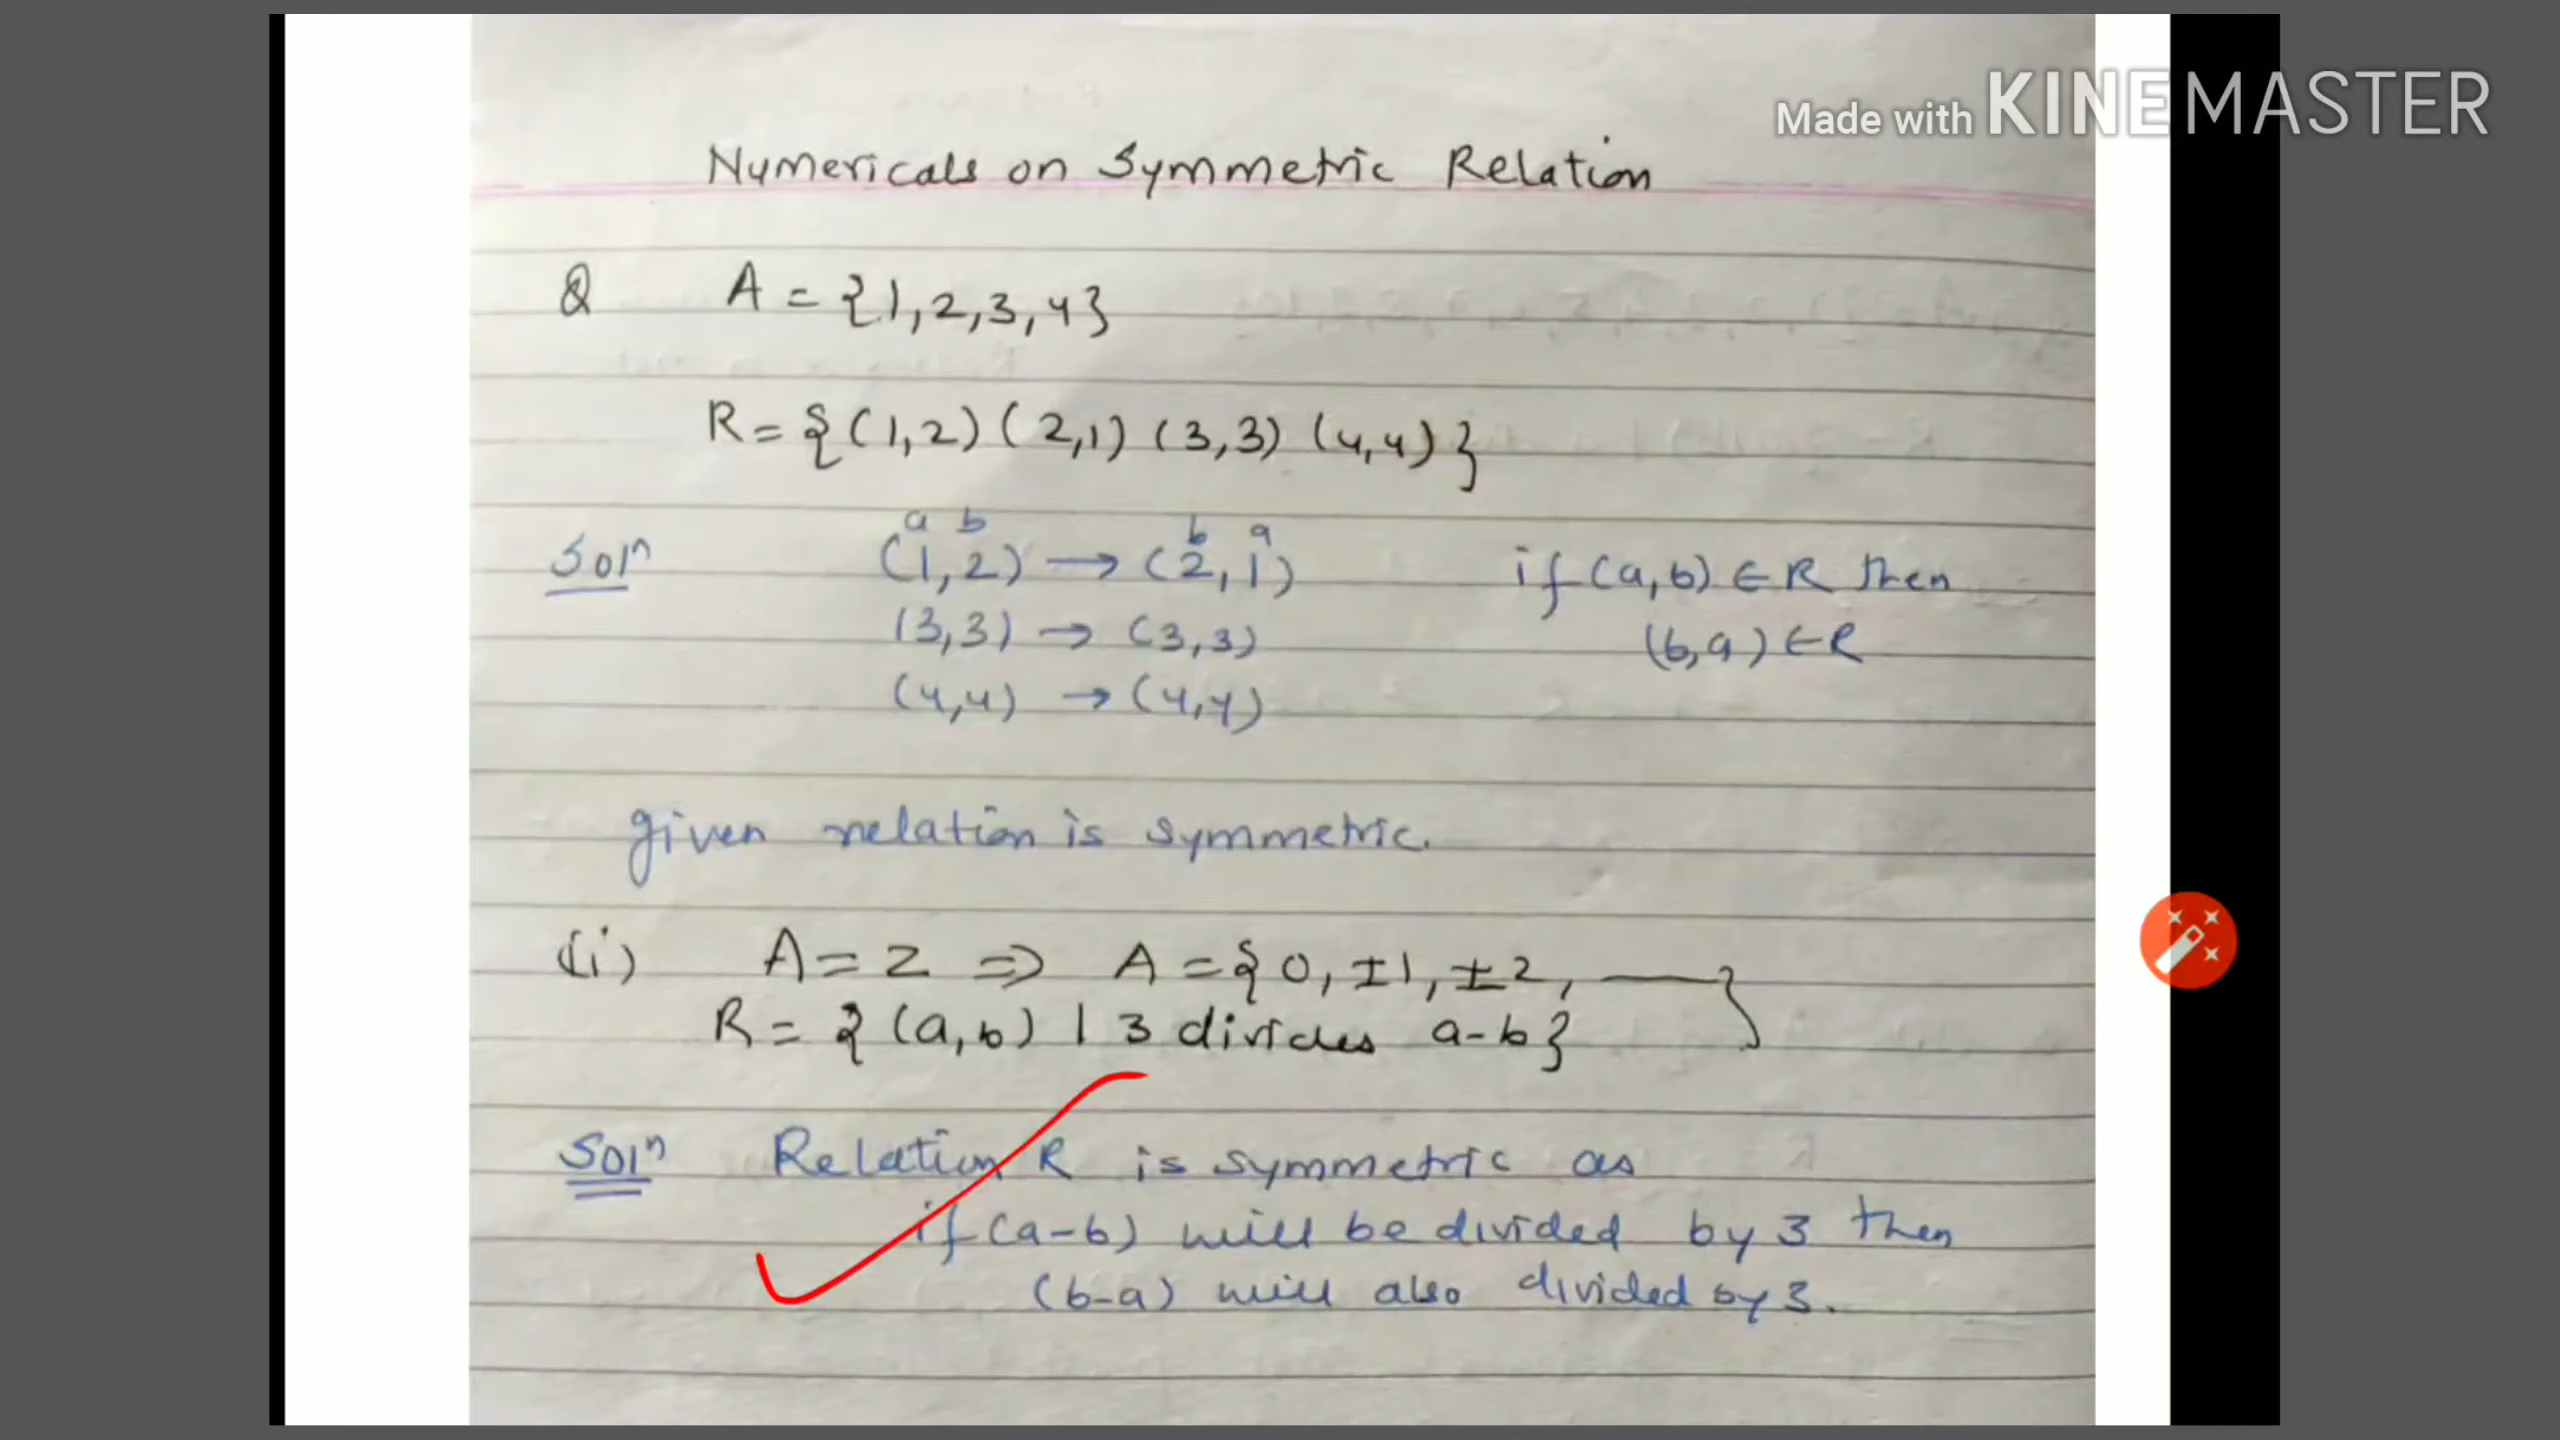 Made with KINEMASTER
Numericals on Symmetric Relation
Q A = {1,2,3,4}
R = {(1,2) (2,1) (3,3) (4,4)}
a b b a
Solⁿ (1,2) → (2,1) if (a,b) ∈ R then
(3,3) → (3,3) (b,a) ∈ R
(4,4) → (4,4)
given relation is symmetric.
(i) A = Z ⇒ A = {0, ±1, ±2, — }
R = {(a,b) | 3 divides a-b}
Solⁿ Relation R is symmetric as
if (a-b) will be divided by 3 then
(b-a) will also divided by 3.